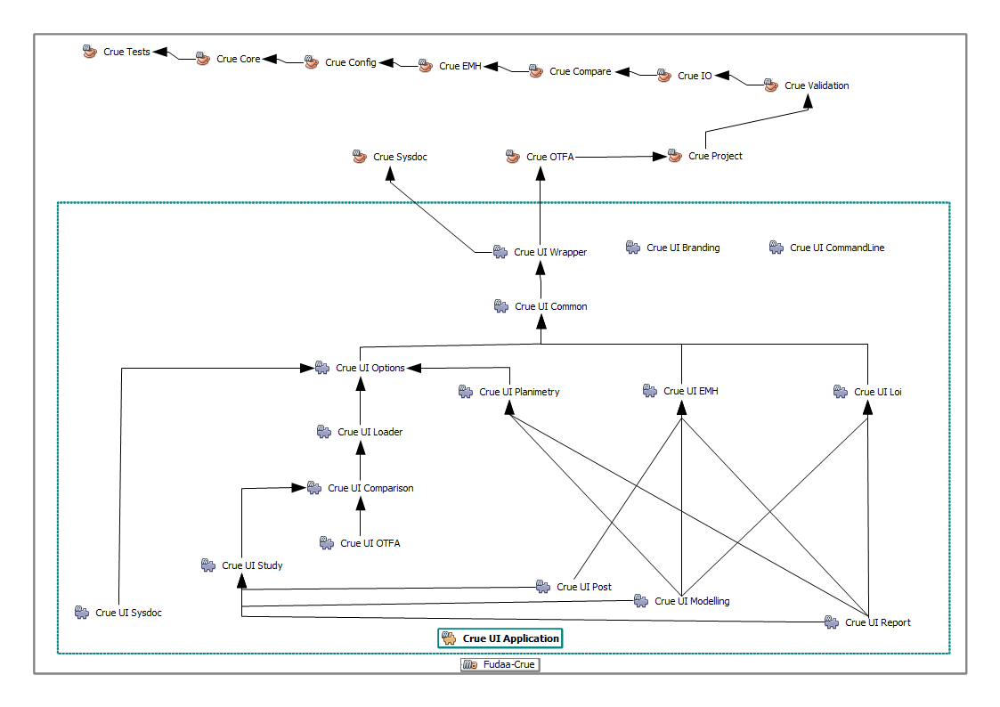 Crue Tests
Crue Core
Crue Config
Crue EMH
Crue Compare
Crue IO
Crue Validation
Crue Sysdoc
Crue OTFA
Crue Project
Crue UI Wrapper
Crue UI Branding
Crue UI CommandLine
Crue UI Common
Crue UI Options
Crue UI Planimetry
Crue UI EMH
Crue UI Loi
Crue UI Loader
Crue UI Comparison
Crue UI OTFA
Crue UI Study
Crue UI Post
Crue UI Modelling
Crue UI Sysdoc
Crue UI Report
Crue UI Application
Fudaa-Crue